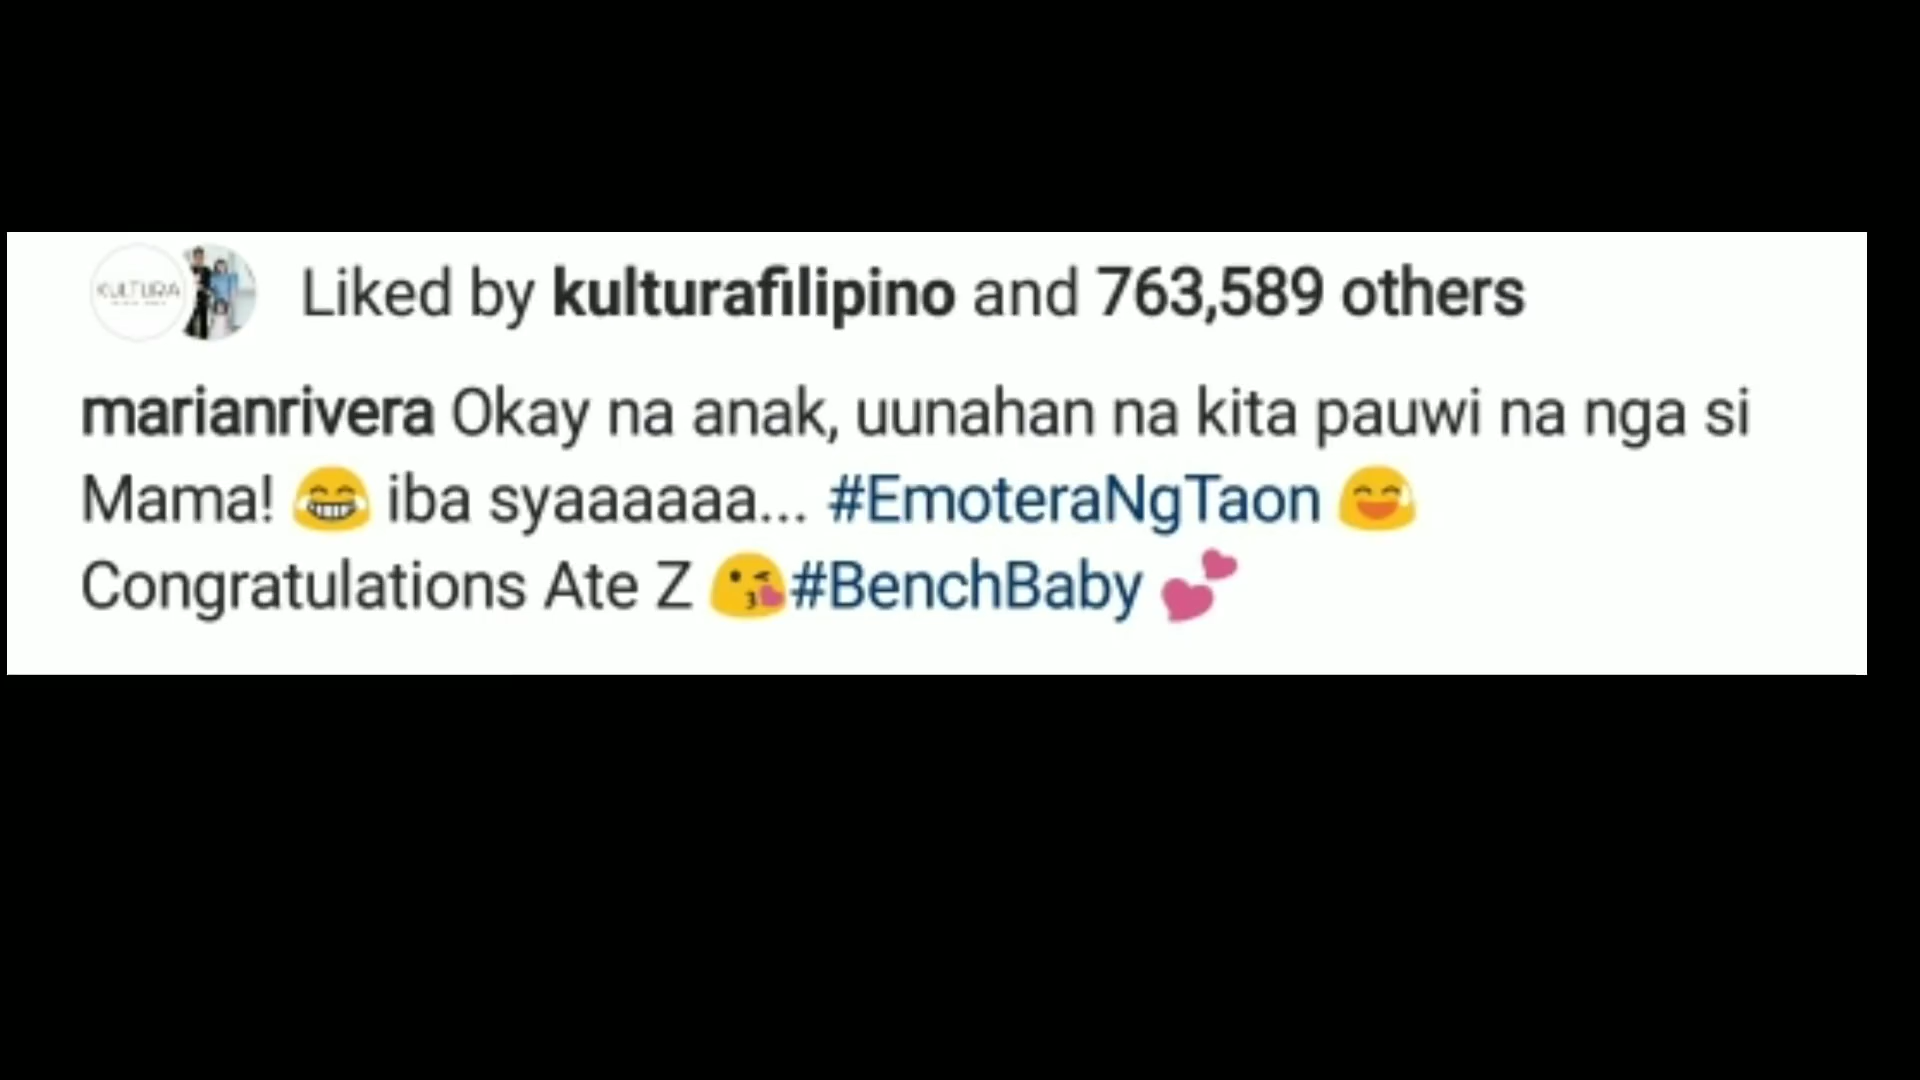 KULTURA
Liked by kulturafilipino and 763,589 others
marianrivera Okay na anak, uunahan na kita pauwi na nga si
Mama! 😂 iba syaaaaaa... #EmoteraNgTaon 😅
Congratulations Ate Z 😘#BenchBaby 💕